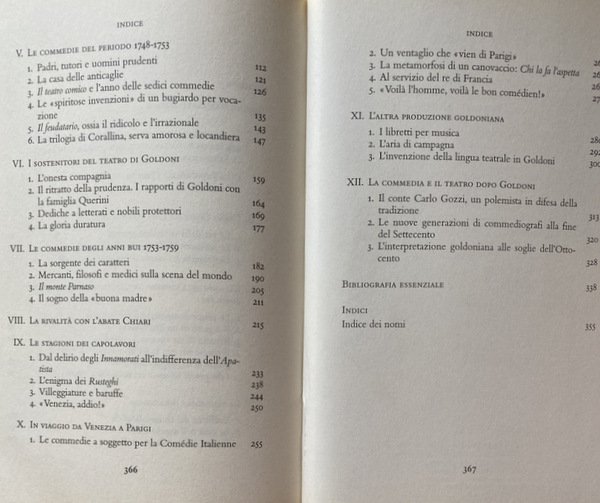 INDICE
V. LE COMMEDIE DEL PERIODO 1748-1753
1. Padri, tutori e uomini prudenti 112
2. La casa delle anticaglie 121
3. Il teatro comico e l'anno delle sedici commedie 126
4. Le «spiritose invenzioni» di un bugiardo per voca-
zione 135
5. Il feudatario, ossia il ridicolo e l'irrazionale 143
6. La trilogia di Corallina, serva amorosa e locandiera 147
VI. I SOSTENITORI DEL TEATRO DI GOLDONI
1. L'onesta compagnia 159
2. Il ritratto della prudenza. I rapporti di Goldoni con
la famiglia Querini 164
3. Dediche a letterati e nobili protettori 169
4. La gloria duratura 177
VII. LE COMMEDIE DEGLI ANNI BUI 1753-1759
1. La sorgente dei caratteri 182
2. Mercanti, filosofi e medici sulla scena del mondo 190
3. Il monte Parnaso 205
4. Il sogno della «buona madre» 211
VIII. LA RIVALITÀ CON L'ABATE CHIARI 215
IX. LE STAGIONI DEI CAPOLAVORI
1. Dal delirio degli Innamorati all'indifferenza dell'Apa-
tista 233
2. L'enigma dei Rusteghi 238
3. Villeggiature e baruffe 244
4. «Venezia, addio!» 250
X. IN VIAGGIO DA VENEZIA A PARIGI
1. Le commedie a soggetto per la Comédie Italienne 255
366
INDICE
2. Un ventaglio che «vien di Parigi»
3. La metamorfosi di un canovaccio: Chi la fa l'aspetta
4. Al servizio del re di Francia
5. «Voilà l'homme, voilà le bon comédien!»
XI. L'ALTRA PRODUZIONE GOLDONIANA
1. I libretti per musica
2. L'aria di campagna
3. L'invenzione della lingua teatrale in Goldoni 300
XII. LA COMMEDIA E IL TEATRO DOPO GOLDONI
1. Il conte Carlo Gozzi, un polemista in difesa della
tradizione 313
2. Le nuove generazioni di commediografi alla fine
del Settecento 320
3. L'interpretazione goldoniana alle soglie dell'Otto-
cento 328
BIBLIOGRAFIA ESSENZIALE 338
INDICI
Indice dei nomi 355
367